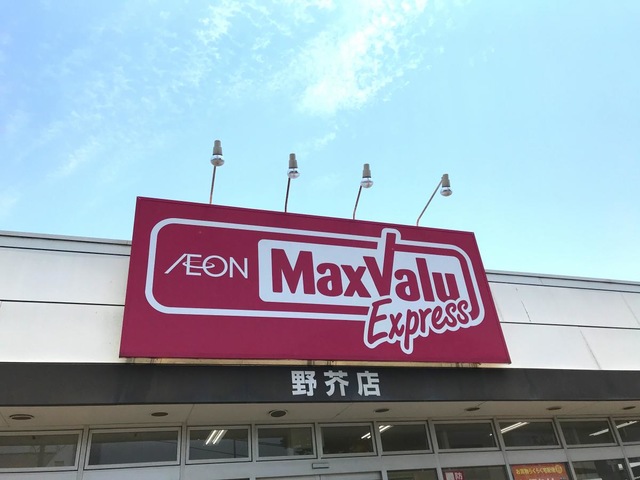 ÆON
MaxValu
Express
野芥店